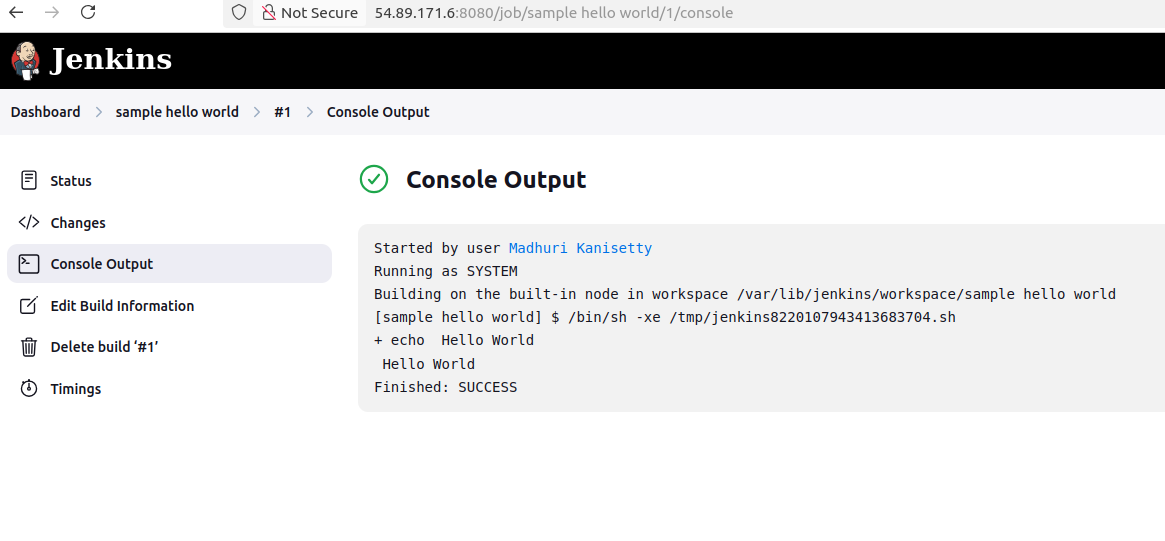 Not Secure 54.89.171.6:8080/job/sample hello world/1/console
Jenkins
Dashboard > sample hello world > #1 > Console Output
Status
Changes
Console Output
Edit Build Information
Delete build ‘#1’
Timings
Console Output
Started by user Madhuri Kanisetty
Running as SYSTEM
Building on the built-in node in workspace /var/lib/jenkins/workspace/sample hello world
[sample hello world] $ /bin/sh -xe /tmp/jenkins8220107943413683704.sh
+ echo  Hello World
 Hello World
Finished: SUCCESS